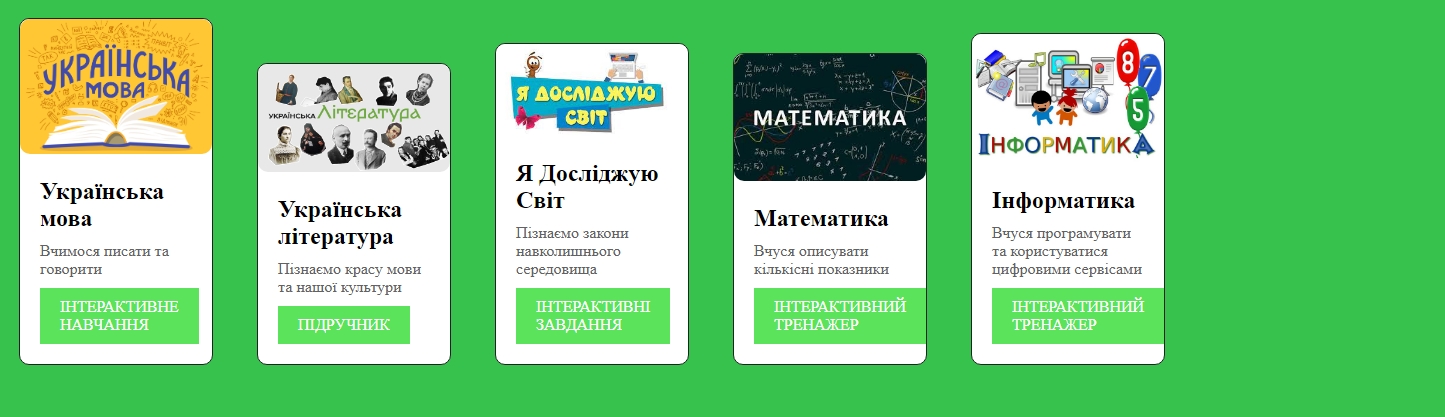 УКРАЇНСЬКА
МОВА
Українська
мова
Вчимося писати та
говорити
ІНТЕРАКТИВНЕ
НАВЧАННЯ
УКРАЇНСЬКА Література
Українська
література
Пізнаємо красу мови
та нашої культури
ПІДРУЧНИК
Я ДОСЛІДЖУЮ
СВІТ
Я Досліджую
Світ
Пізнаємо закони
навколишнього
середовища
ІНТЕРАКТИВНІ
ЗАВДАННЯ
МАТЕМАТИКА
Математика
Вчуся описувати
кількісні показники
ІНТЕРАКТИВНИЙ
ТРЕНАЖЕР
8
7
5
ІНФОРМАТИКА
Інформатика
Вчуся програмувати
та користуватися
цифровими сервісами
ІНТЕРАКТИВНИЙ
ТРЕНАЖЕР